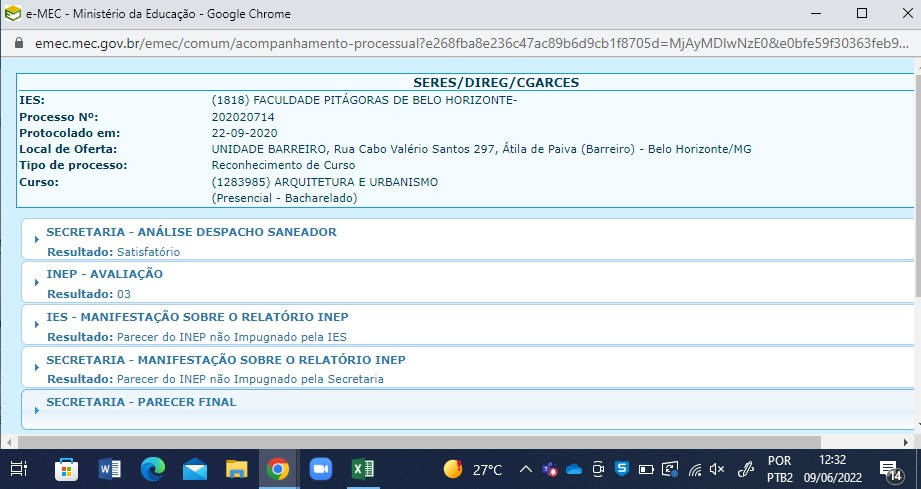 e-MEC - Ministério da Educação - Google Chrome
emec.mec.gov.br/emec/comum/acompanhamento-processual?e268fba8e236c47ac89b6d9cb1f8705d=MjAyMDIwNzE0&e0bfe59f30363feb9...
SERES/DIREG/CGARCES
IES: (1818) FACULDADE PITÁGORAS DE BELO HORIZONTE-
Processo Nº: 202020714
Protocolado em: 22-09-2020
Local de Oferta: UNIDADE BARREIRO, Rua Cabo Valério Santos 297, Átila de Paiva (Barreiro) - Belo Horizonte/MG
Tipo de processo: Reconhecimento de Curso
Curso: (1283985) ARQUITETURA E URBANISMO
(Presencial - Bacharelado)
SECRETARIA - ANÁLISE DESPACHO SANEADOR
Resultado: Satisfatório
INEP - AVALIAÇÃO
Resultado: 03
IES - MANIFESTAÇÃO SOBRE O RELATÓRIO INEP
Resultado: Parecer do INEP não Impugnado pela IES
SECRETARIA - MANIFESTAÇÃO SOBRE O RELATÓRIO INEP
Resultado: Parecer do INEP não Impugnado pela Secretaria
SECRETARIA - PARECER FINAL
27°C POR 12:32
PTB2 09/06/2022 14